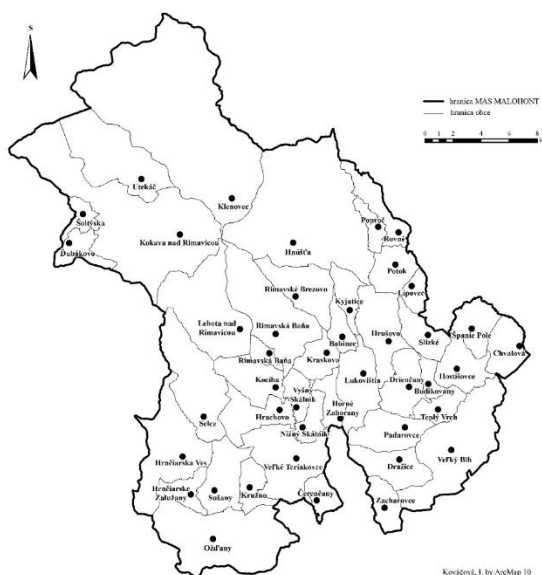 S
hranica MAS MALOHONT
hranica obce
0 1 2 4 6 8
Utekáč
Klenovec
Šoltýska
Kokava nad Rimavicou
Dubákovo
Hnúšťa
Poproč
Rovné
Potok
Lipovec
Rimavské Brezovo
Kyjatice
Lehota nad
Rimavicou
Rimavská Baňa
Babinec
Hrušovo
Slizké
Španie Pole
Chvalová
Rimavská Baňa
Kraskovo
Kociha
Vyšný
Skálnik
Lukovištia
Drienčany
Budikovany
Hostišovce
Hrachovo
Horné
Zahorany
Teplý Vrch
Selce
Nižný Skálnik
Padarovce
Hrnčiarska Ves
Veľké Teriakovce
Dražice
Veľký Blh
Hrnčiarske
Zalužany
Sušany
Kružno
Čerenčany
Zacharovce
Ožďany
Kováčová, J. by ArcMap 10